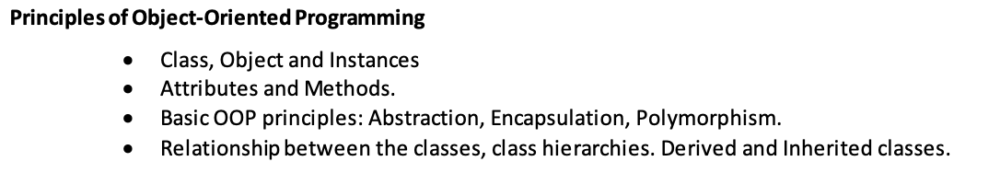 Principles of Object-Oriented Programming
• Class, Object and Instances
• Attributes and Methods.
• Basic OOP principles: Abstraction, Encapsulation, Polymorphism.
• Relationship between the classes, class hierarchies. Derived and Inherited classes.